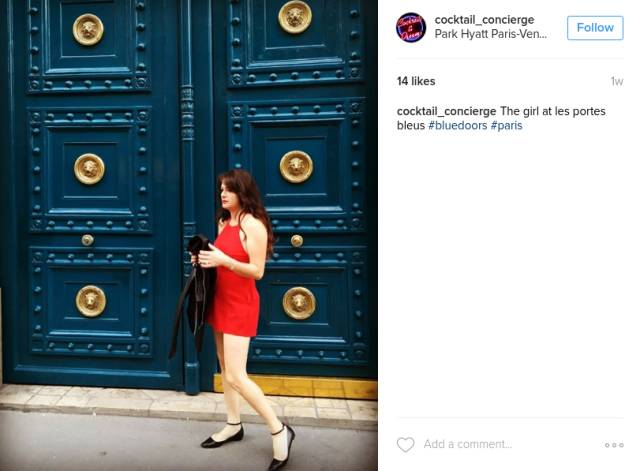 cocktail_concierge
Park Hyatt Paris-Ven...
Follow
14 likes
1w
cocktail_concierge The girl at les portes
bleus #bluedoors #paris
Add a comment...